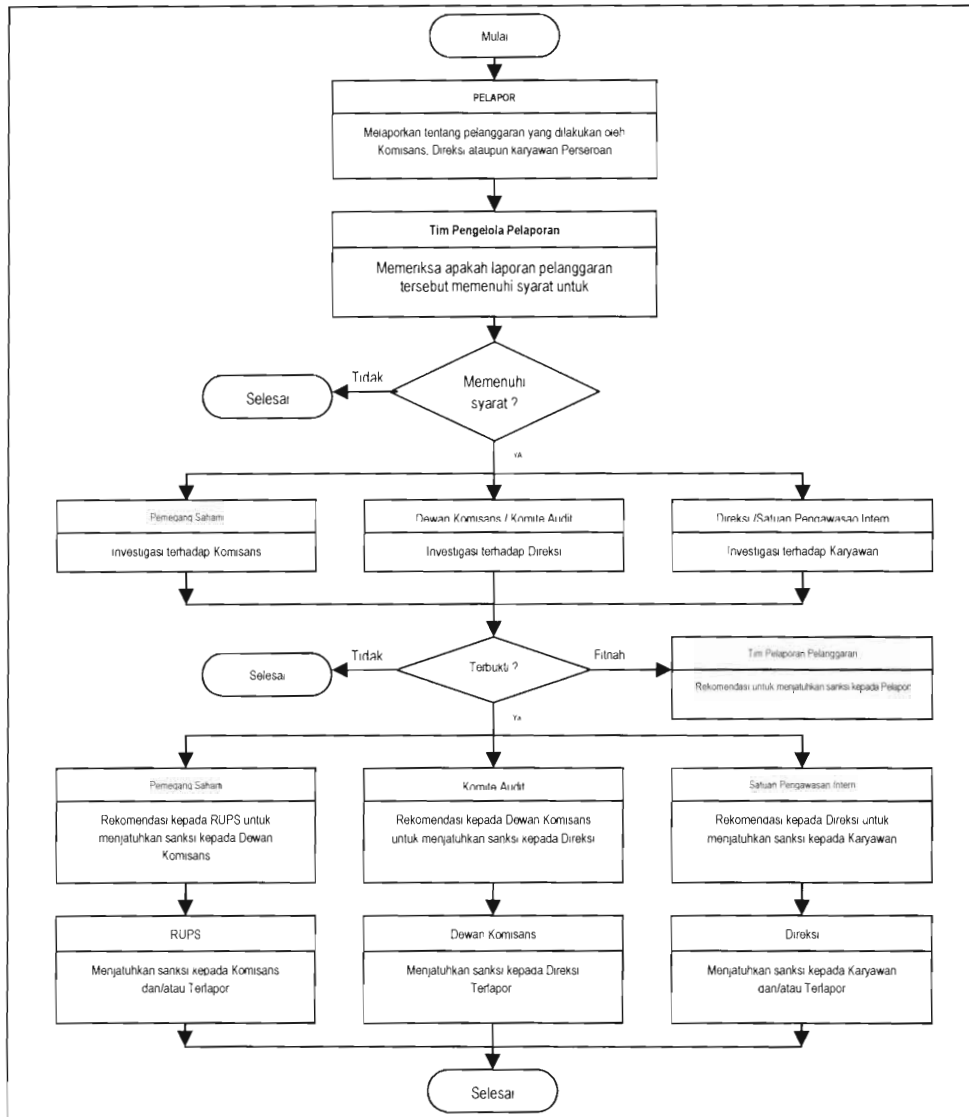 Mulai
PELAPOR
Melaporkan tentang pelanggaran yang dilakukan oleh
Komisaris, Direksi ataupun karyawan Perseroan
Tim Pengelola Pelaporan
Memeriksa apakah laporan pelanggaran
tersebut memenuhi syarat untuk
Memenuhi
syarat ?
Tidak
Selesai
YA
Pemegang Saham
Investigasi terhadap Komisaris
Dewan Komisaris / Komite Audit
Investigasi terhadap Direksi
Direksi /Satuan Pengawasan Intern
Investigasi terhadap Karyawan
Terbukti ?
Tidak
Selesai
Fitnah
Tim Pelaporan Pelanggaran
Rekomendasi untuk menjatuhkan sanksi kepada Pelapor
Ya
Pemegang Saham
Rekomendasi kepada RUPS untuk
menjatuhkan sanksi kepada Dewan
Komisaris
Komite Audit
Rekomendasi kepada Dewan Komisaris
untuk menjatuhkan sanksi kepada Direksi
Satuan Pengawasan Intern
Rekomendasi kepada Direksi untuk
menjatuhkan sanksi kepada Karyawan
RUPS
Menjatuhkan sanksi kepada Komisaris
dan/atau Terlapor
Dewan Komisaris
Menjatuhkan sanksi kepada Direksi
Terlapor
Direksi
Menjatuhkan sanksi kepada Karyawan
dan/atau Terlapor
Selesai